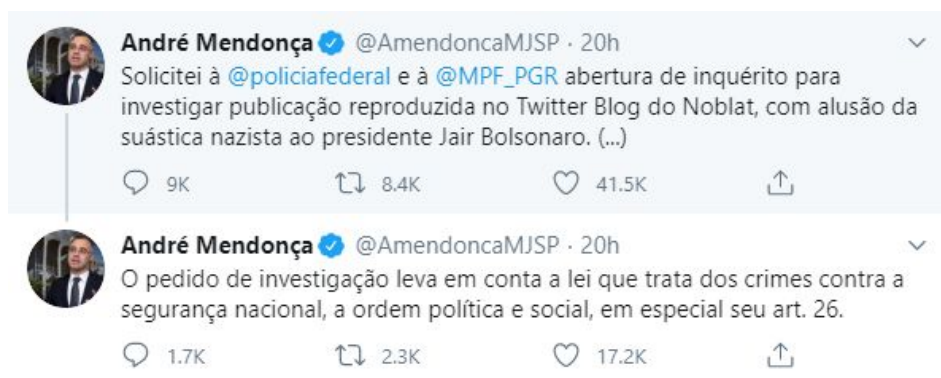 André Mendonça @AmendoncaMJSP · 20h
Solicitei à @policiafederal e à @MPF_PGR abertura de inquérito para
investigar publicação reproduzida no Twitter Blog do Noblat, com alusão da
suástica nazista ao presidente Jair Bolsonaro. (...)
9K 8.4K 41.5K
André Mendonça @AmendoncaMJSP · 20h
O pedido de investigação leva em conta a lei que trata dos crimes contra a
segurança nacional, a ordem política e social, em especial seu art. 26.
1.7K 2.3K 17.2K